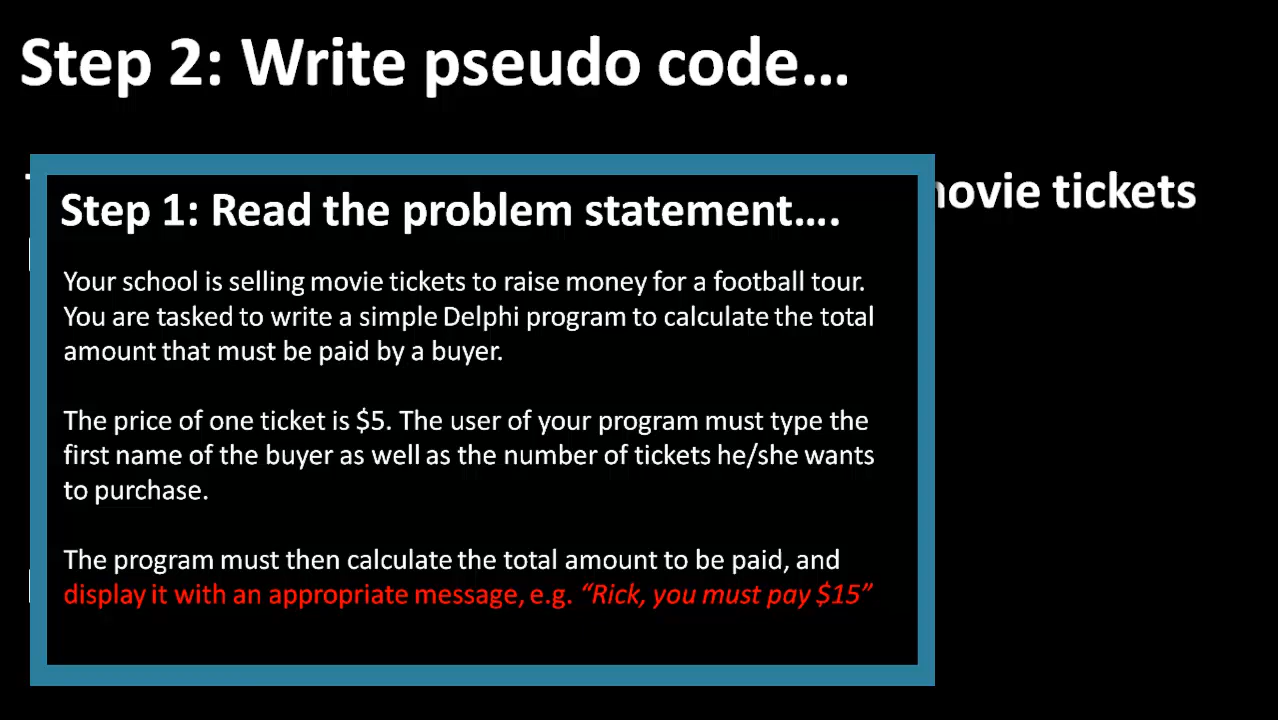 Step 2: Write pseudo code…
movie tickets
Step 1: Read the problem statement….
Your school is selling movie tickets to raise money for a football tour.
You are tasked to write a simple Delphi program to calculate the total
amount that must be paid by a buyer.
The price of one ticket is $5. The user of your program must type the
first name of the buyer as well as the number of tickets he/she wants
to purchase.
The program must then calculate the total amount to be paid, and
display it with an appropriate message, e.g. “Rick, you must pay $15”